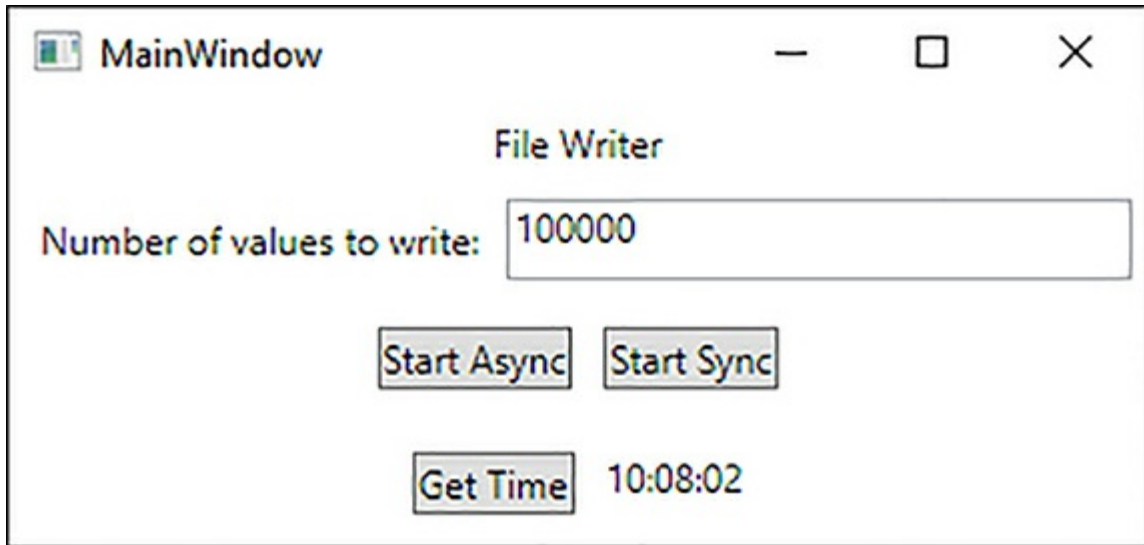 MainWindow
File Writer
Number of values to write: 100000
Start Async Start Sync
Get Time 10:08:02